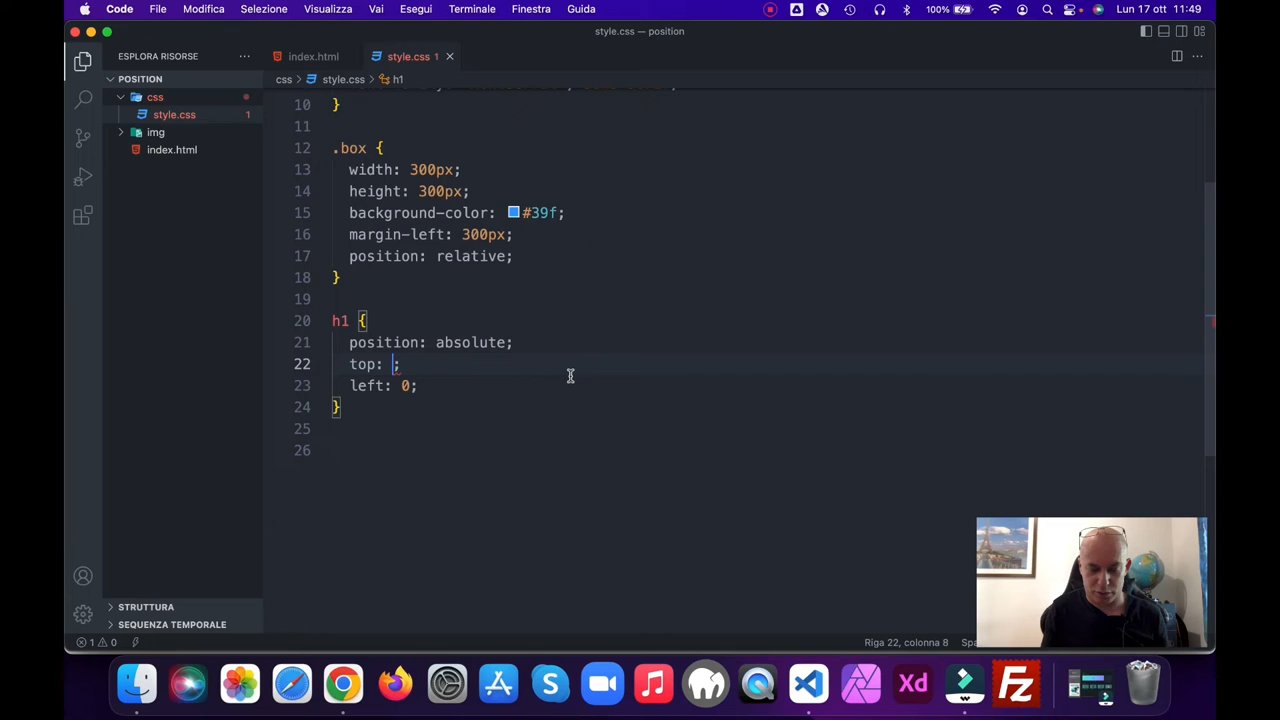 Code File Modifica Selezione Visualizza Vai Esegui Terminale Finestra Guida 100% Lun 17 ott 11:49
style.css — position
ESPLORA RISORSE ··· index.html style.css 1
POSITION
css > style.css > h1
css
style.css 1
img
index.html
10 }
11
12 .box {
13 width: 300px;
14 height: 300px;
15 background-color: #39f;
16 margin-left: 300px;
17 position: relative;
18 }
19
20 h1 {
21 position: absolute;
22 top: ;
23 left: 0;
24 }
25
26
STRUTTURA
SEQUENZA TEMPORALE
1 0 Riga 22, colonna 8 Spa
Xd Fz